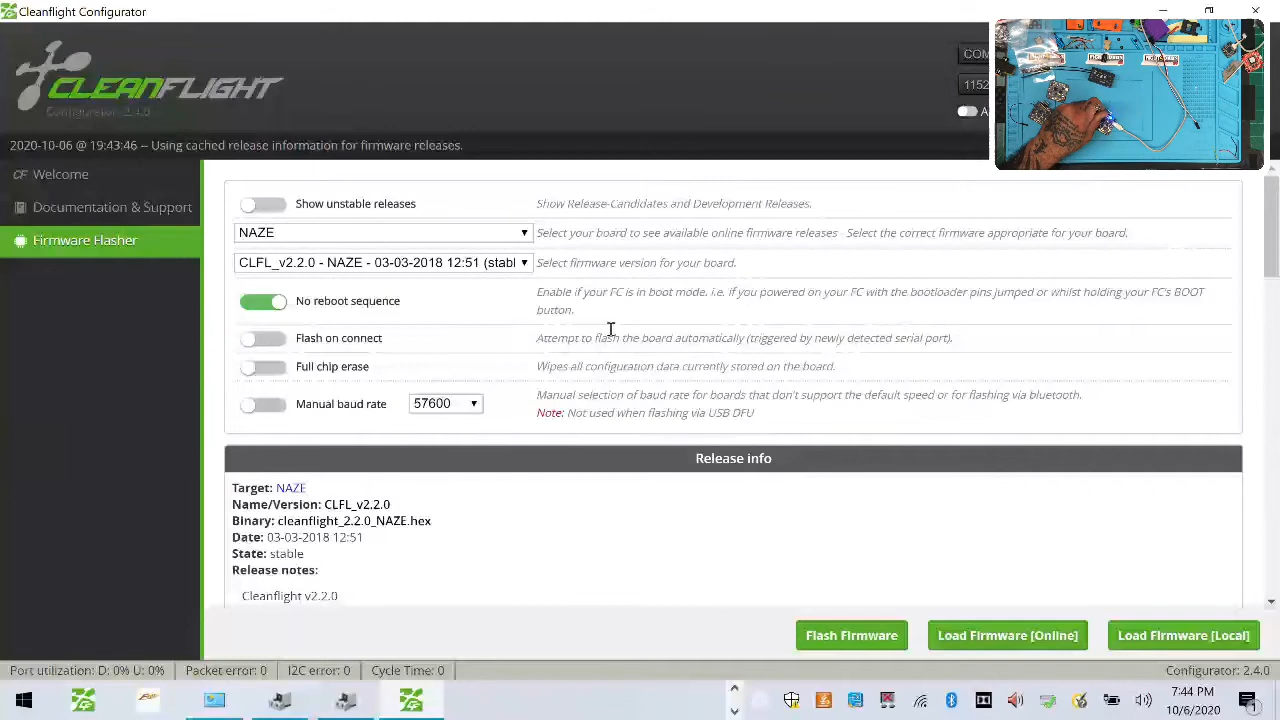 Cleanflight Configurator
CLEANFLIGHT
Configurator 2.4.0
COM
1152
A
2020-10-06 @ 19:43:46 -- Using cached release information for firmware releases.
CF Welcome
Documentation & Support
Firmware Flasher
Show unstable releases
Show Release-Candidates and Development Releases.
NAZE
Select your board to see available online firmware releases - Select the correct firmware appropriate for your board.
CLFL_v2.2.0 - NAZE - 03-03-2018 12:51 (stabl
Select firmware version for your board.
No reboot sequence
Enable if your FC is in boot mode. i.e. if you powered on your FC with the bootloader pins jumped or whilst holding your FC's BOOT
button.
Flash on connect
Attempt to flash the board automatically (triggered by newly detected serial port).
Full chip erase
Wipes all configuration data currently stored on the board.
Manual baud rate
57600
Manual selection of baud rate for boards that don't support the default speed or for flashing via bluetooth.
Note: Not used when flashing via USB DFU
Release info
Target: NAZE
Name/Version: CLFL_v2.2.0
Binary: cleanflight_2.2.0_NAZE.hex
Date: 03-03-2018 12:51
State: stable
Release notes:
Cleanflight v2.2.0
Flash Firmware
Load Firmware [Online]
Load Firmware [Local]
Port utilization: D: 0% U: 0%
Packet error: 0
I2C error: 0
Cycle Time: 0
Configurator: 2.4.0
7:44 PM
10/6/2020
1